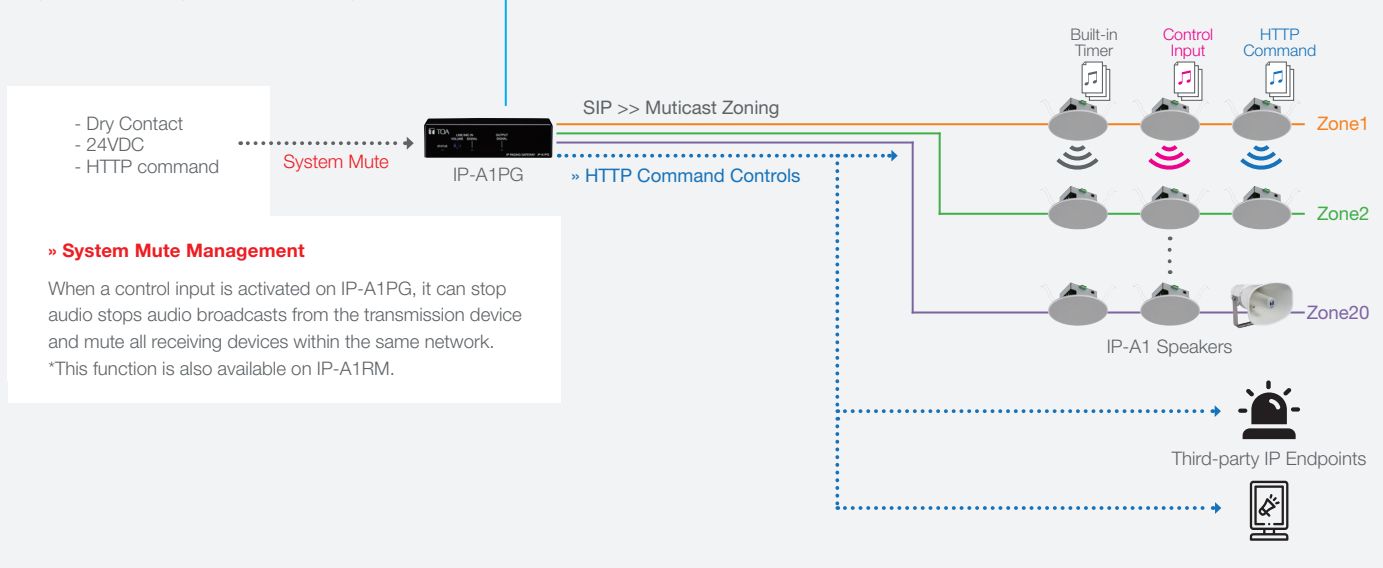 Built-in
Timer
Control
Input
HTTP
Command
- Dry Contact
- 24VDC
- HTTP command
System Mute
TOA
IP-A1PG
SIP >> Muticast Zoning
» HTTP Command Controls
Zone1
Zone2
Zone20
IP-A1 Speakers
» System Mute Management
When a control input is activated on IP-A1PG, it can stop
audio stops audio broadcasts from the transmission device
and mute all receiving devices within the same network.
*This function is also available on IP-A1RM.
Third-party IP Endpoints